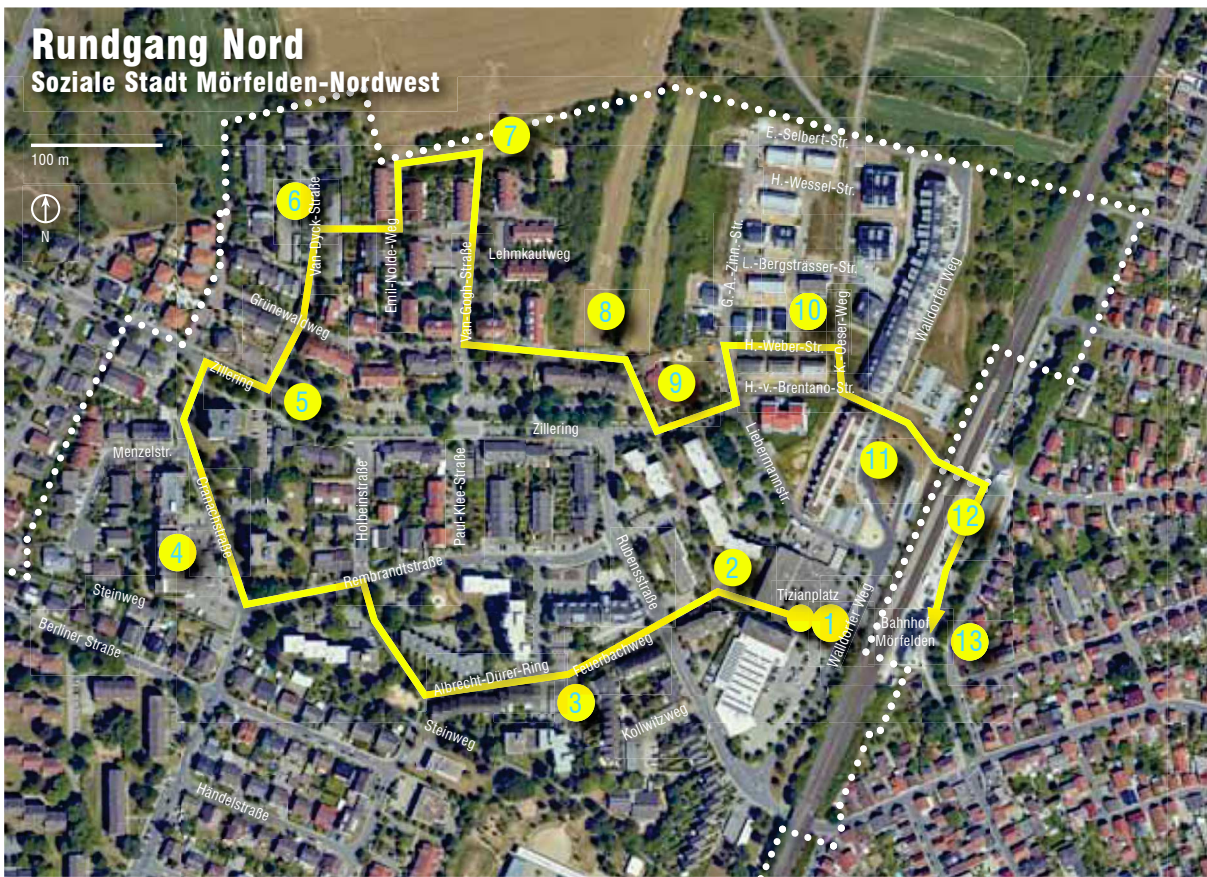 Rundgang Nord
Soziale Stadt Mörfelden-Nordwest
100 m
N
7
E.-Selbert-Str.
H.-Wessel-Str.
6
Van-Dyck-Straße
Emil-Nolde-Weg
Van-Gogh-Straße
Lehmkautweg
G.-A.-Zinn.-Str.
L.-Bergstrasser-Str.
Walldorfer Weg
Grünewaldweg
8
10
K.-Oeser-Weg
H.-Weber-Str.
Zillering
5
9
H.-v.-Brentano-Str.
Menzelstr.
Zillering
Liebermannstr.
11
Cranachstraße
Holbeinstraße
Paul-Klee-Straße
12
4
Rembrandtstraße
Rubensstraße
2
Steinweg
Tizianplatz
1
Berliner Straße
Walldorfer Weg
Bahnhof
Mörfelden
13
Feuerbachweg
Albrecht-Dürer-Ring
3
Steinweg
Kollwitzweg
Händelstraße